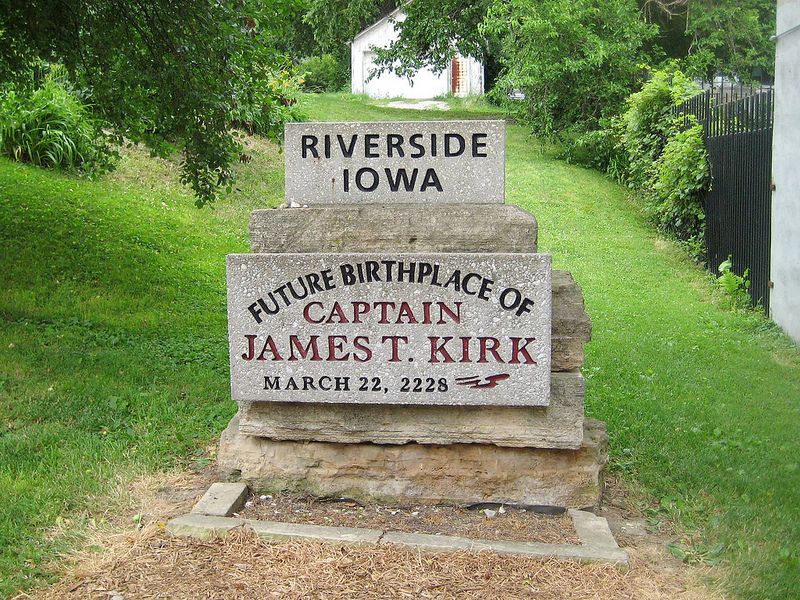 RIVERSIDE
IOWA
FUTURE BIRTHPLACE OF
CAPTAIN
JAMES T. KIRK
MARCH 22, 2228